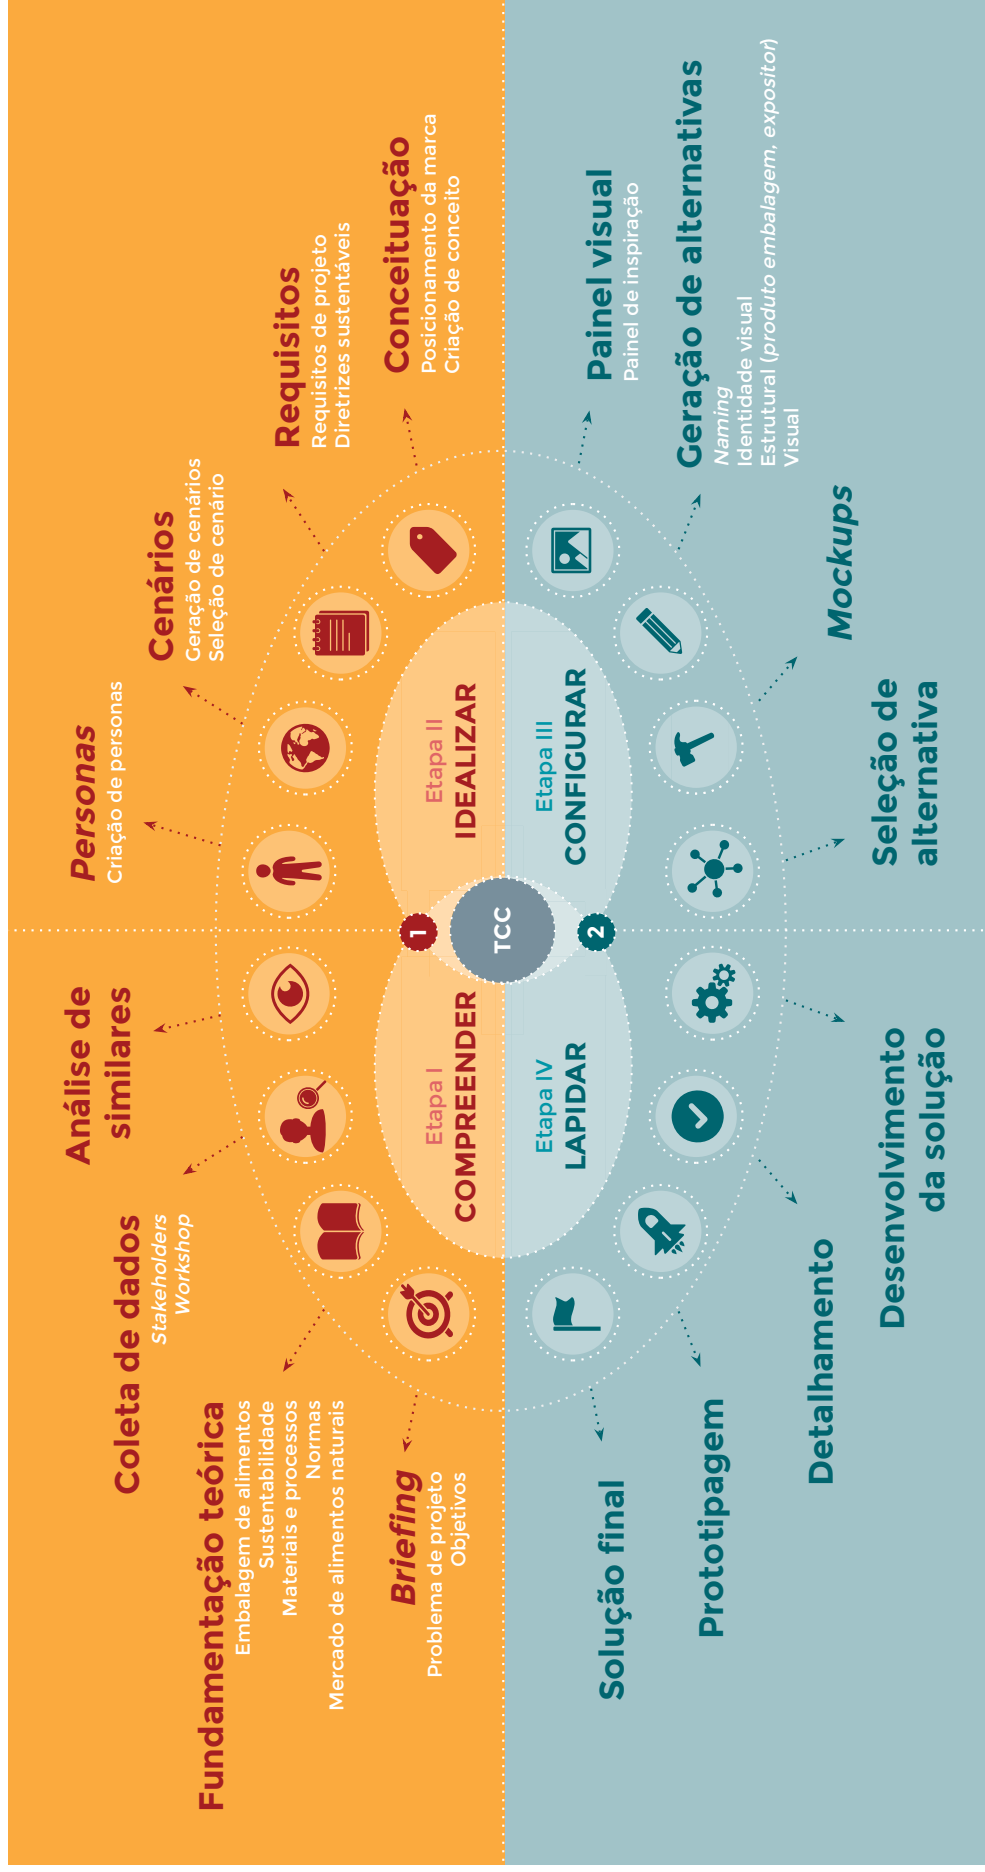 Briefing
Problema de projeto
Objetivos
Fundamentação teórica
Embalagem de alimentos
Sustentabilidade
Materiais e processos
Normas
Mercado de alimentos naturais
Coleta de dados
Stakeholders
Workshop
Análise de
similares
Personas
Criação de personas
Cenários
Geração de cenários
Seleção de cenário
Requisitos
Requisitos de projeto
Diretrizes sustentáveis
Conceituação
Posicionamento da marca
Criação de conceito
Etapa I
COMPREENDER
Etapa II
IDEALIZAR
1
TCC
2
Etapa III
CONFIGURAR
Etapa IV
LAPIDAR
Painel visual
Painel de inspiração
Geração de alternativas
Naming
Identidade visual
Estrutural (produto embalagem, expositor)
Visual
Mockups
Seleção de
alternativa
Desenvolvimento
da solução
Detalhamento
Prototipagem
Solução final